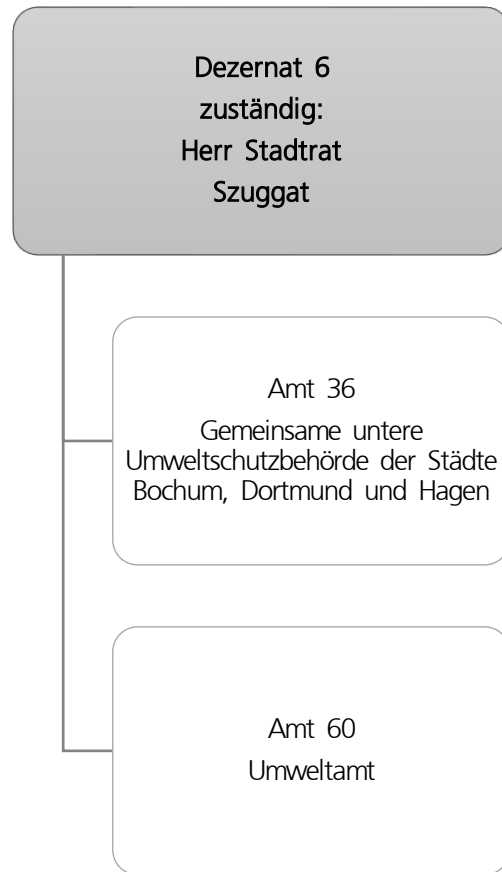 Dezernat 6
zuständig:
Herr Stadtrat
Szuggat
Amt 36
Gemeinsame untere
Umweltschutzbehörde der Städte
Bochum, Dortmund und Hagen
Amt 60
Umweltamt